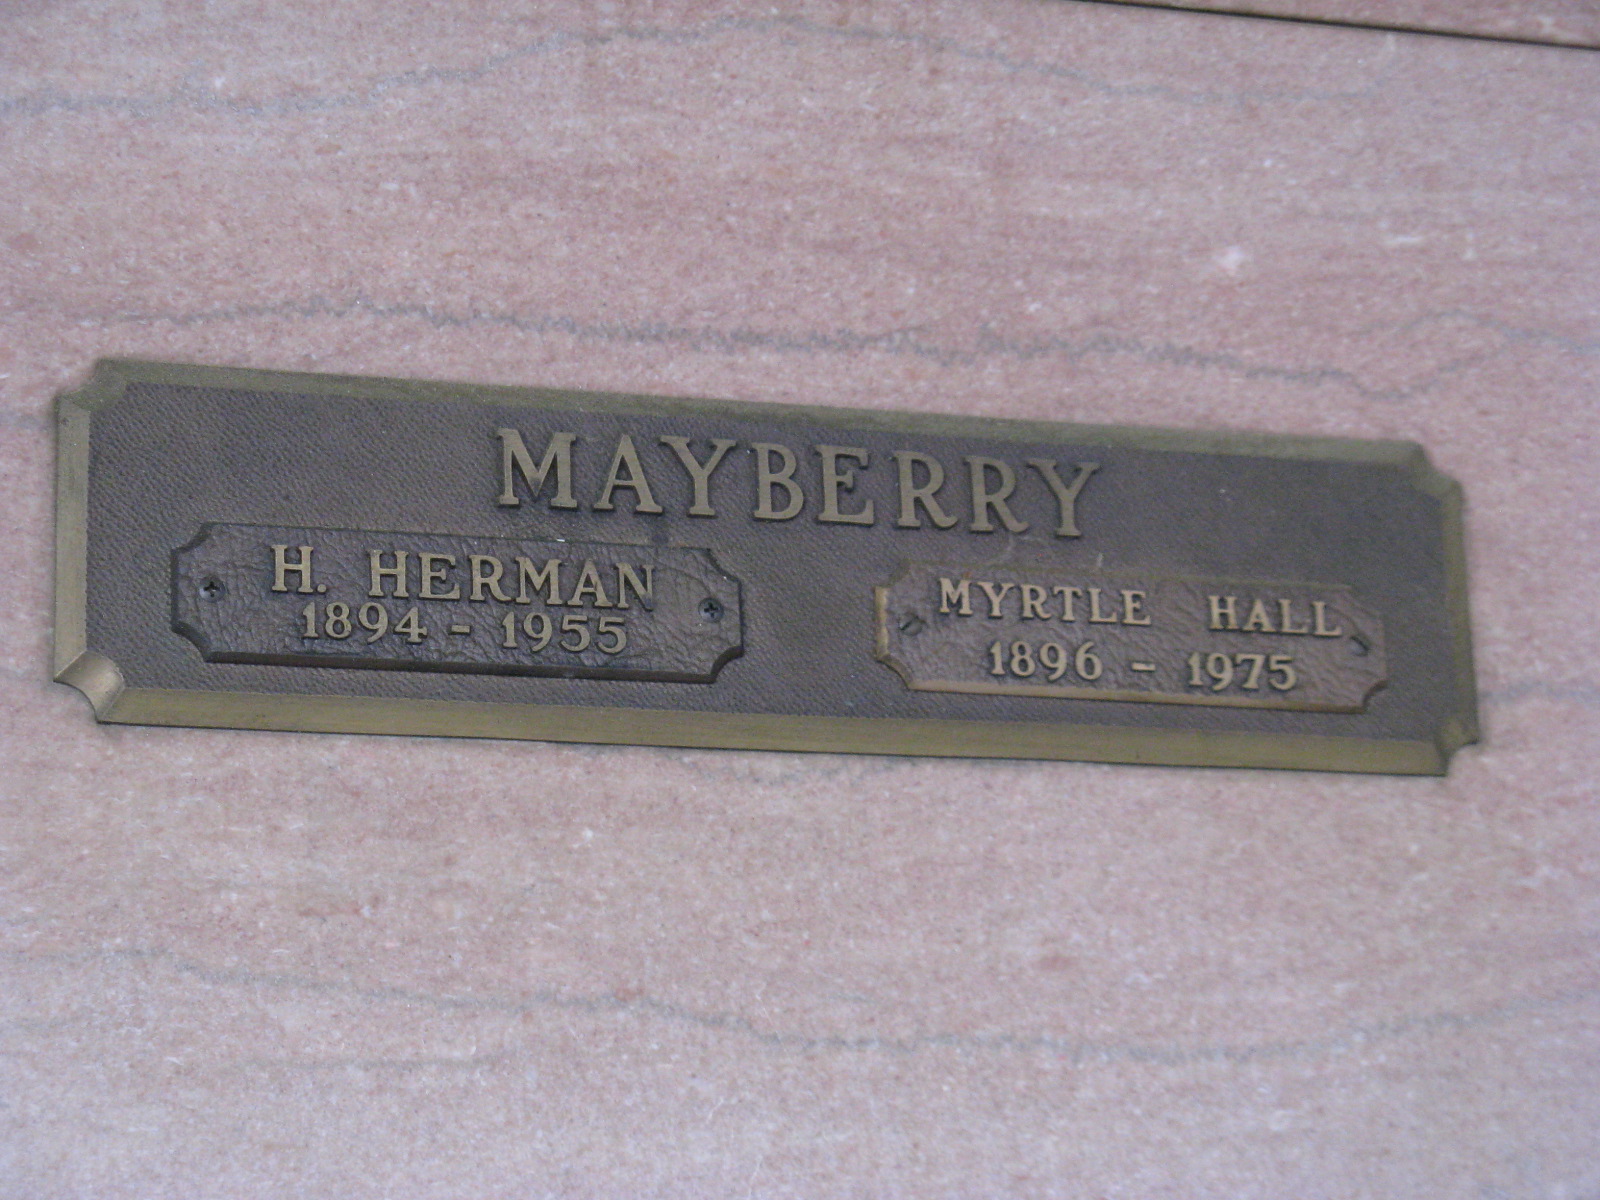 MAYBERRY
H. HERMAN
1894 - 1955
MYRTLE HALL
1896 - 1975